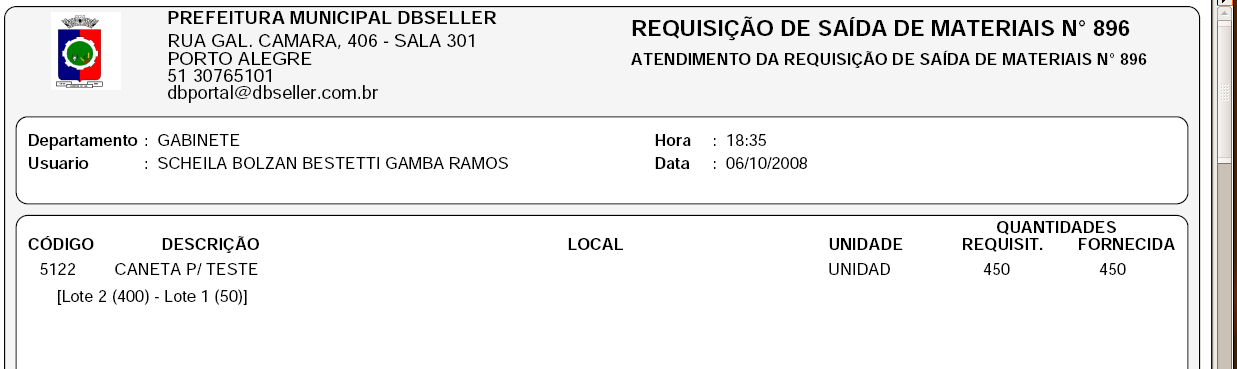 PREFEITURA MUNICIPAL DBSELLER
RUA GAL. CAMARA, 406 - SALA 301
PORTO ALEGRE
51 30765101
dbportal@dbseller.com.br
REQUISIÇÃO DE SAÍDA DE MATERIAIS N° 896
ATENDIMENTO DA REQUISIÇÃO DE SAÍDA DE MATERIAIS N° 896
Departamento : GABINETE
Hora : 18:35
Usuario : SCHEILA BOLZAN BESTETTI GAMBA RAMOS
Data : 06/10/2008
QUANTIDADES
CÓDIGO DESCRIÇÃO LOCAL UNIDADE REQUISIT. FORNECIDA
5122 CANETA P/ TESTE UNIDAD 450 450
[Lote 2 (400) - Lote 1 (50)]